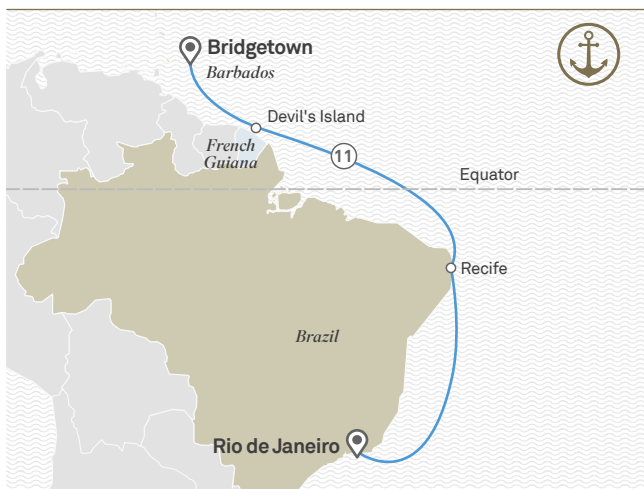 Bridgetown
Barbados
Devil's Island
French
Guiana
11
Equator
Recife
Brazil
Rio de Janeiro